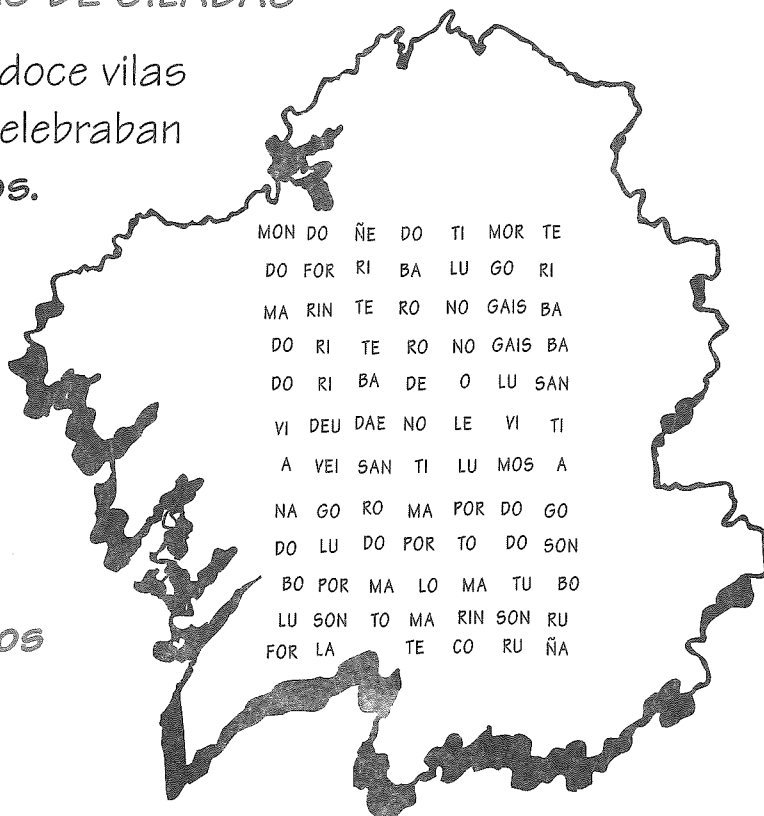 DE CILADAS
doce vilas
elebraban
os.
MON DO ÑE DO TI MOR TE
DO FOR RI BA LU GO RI
MA RIN TE RO NO GAIS BA
DO RI TE RO NO GAIS BA
DO RI BA DE O LU SAN
VI DEU DAE NO LE VI TI
A VEI SAN TI LU MOS A
NA GO RO MA POR DO GO
DO LU DO POR TO DO SON
BO POR MA LO MA TU BO
LU SON TO MA RIN SON RU
FOR LA TE CO RU ÑA
os